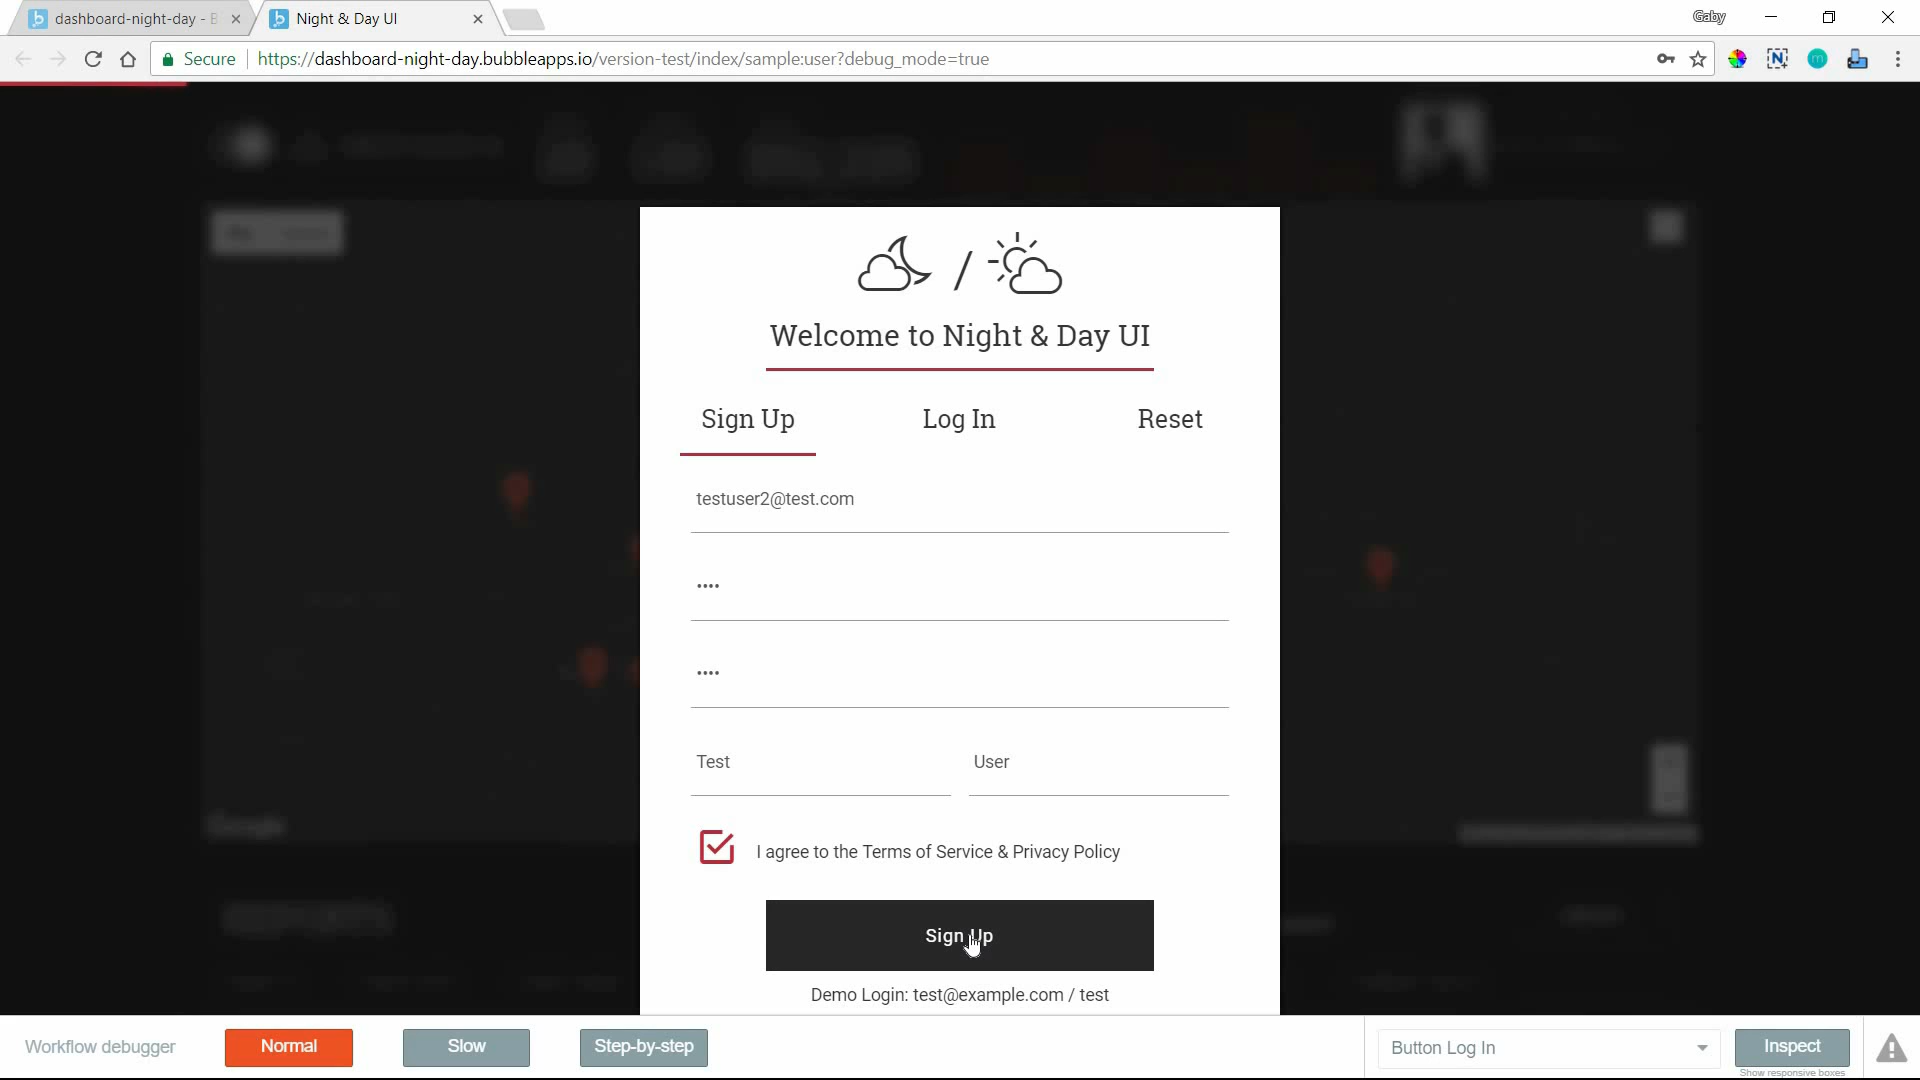 dashboard-night-day - B
Night & Day UI
Gaby
Secure https://dashboard-night-day.bubbleapps.io/version-test/index/sample:user?debug_mode=true
Welcome to Night & Day UI
Sign Up Log In Reset
testuser2@test.com
••••
••••
Test User
I agree to the Terms of Service & Privacy Policy
Sign Up
Demo Login: test@example.com / test
Workflow debugger Normal Slow Step-by-step Button Log In Inspect
Show responsive boxes